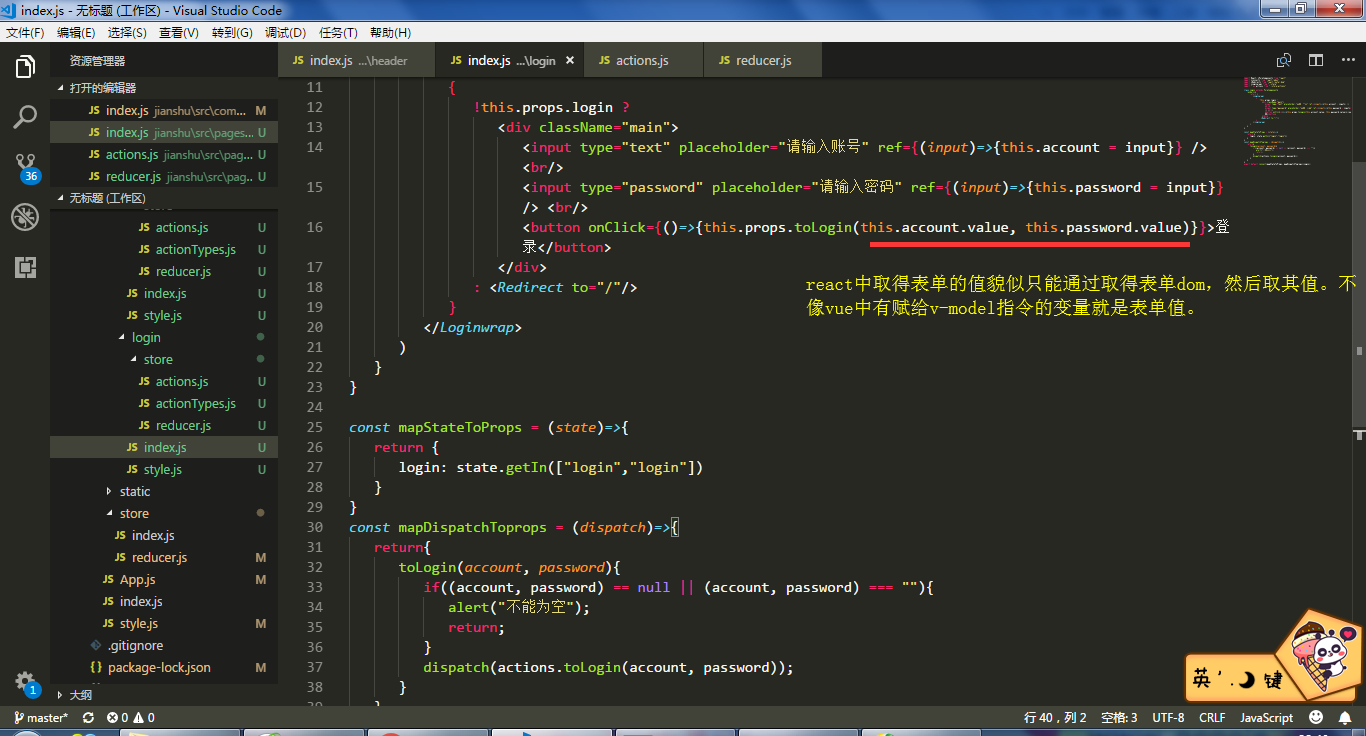 index.js - 无标题 (工作区) - Visual Studio Code
文件(F) 编辑(E) 选择(S) 查看(V) 转到(G) 调试(D) 任务(T) 帮助(H)
资源管理器
index.js ...\header
index.js ...\login ×
actions.js
reducer.js
打开的编辑器
JS index.js jianshu\src\com... M
JS index.js jianshu\src\pages... U
JS actions.js jianshu\src\pag... U
JS reducer.js jianshu\src\pag... U
无标题 (工作区)
JS actions.js U
JS actionTypes.js U
JS reducer.js U
JS index.js U
JS style.js U
login
store
JS actions.js U
JS actionTypes.js U
JS reducer.js U
JS index.js U
JS style.js U
static
store
JS index.js
JS reducer.js M
JS App.js M
JS index.js
JS style.js M
.gitignore
{} package-lock.json M
大纲
36
1
11 {
12 !this.props.login ?
13 <div className="main">
14 <input type="text" placeholder="请输入账号" ref={(input)=>{this.account = input}} />
<br/>
15 <input type="password" placeholder="请输入密码" ref={(input)=>{this.password = input}}
/> <br/>
16 <button onClick={()=>{this.props.toLogin(this.account.value, this.password.value)}}>登
录</button>
17 </div>
18 : <Redirect to="/"/>
19 }
20 </Loginwrap>
21 )
22 }
23 }
24
25 const mapStateToProps = (state)=>{
26 return {
27 login: state.getIn(["login","login"])
28 }
29 }
30 const mapDispatchToprops = (dispatch)=>{
31 return{
32 toLogin(account, password){
33 if((account, password) == null || (account, password) === ""){
34 alert("不能为空");
35 return;
36 }
37 dispatch(actions.toLogin(account, password));
38 }
react中取得表单的值貌似只能通过取得表单dom，然后取其值。不
像vue中有赋给v-model指令的变量就是表单值。
英 ' . 键
master* 0 0 行 40，列 2 空格: 3 UTF-8 CRLF JavaScript